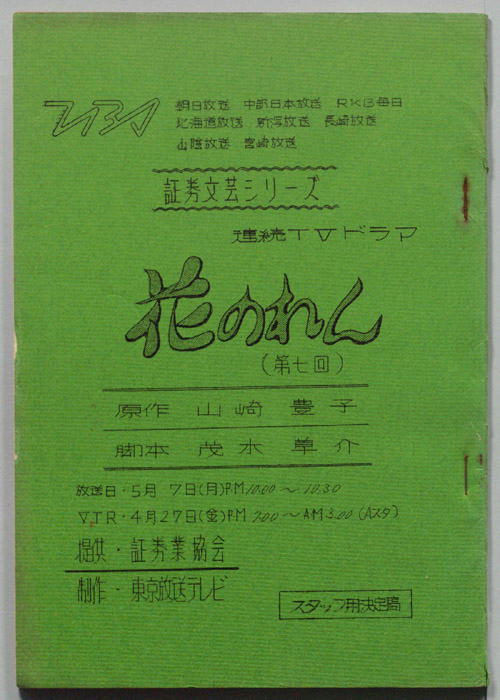 TBS 朝日放送 中部日本放送 RKB毎日
北海道放送 新潟放送 長崎放送
山陰放送 宮崎放送
証券文芸シリーズ
連続TVドラマ
花のれん
(第七回)
原作 山崎豊子
脚本 茂木草介
放送日・5月7日(月)PM10.00〜10.30
VTR・4月27日(金)PM7.00〜AM3.00(Aスタ)
提供・証券業協会
制作・東京放送テレビ
スタッフ用決定稿